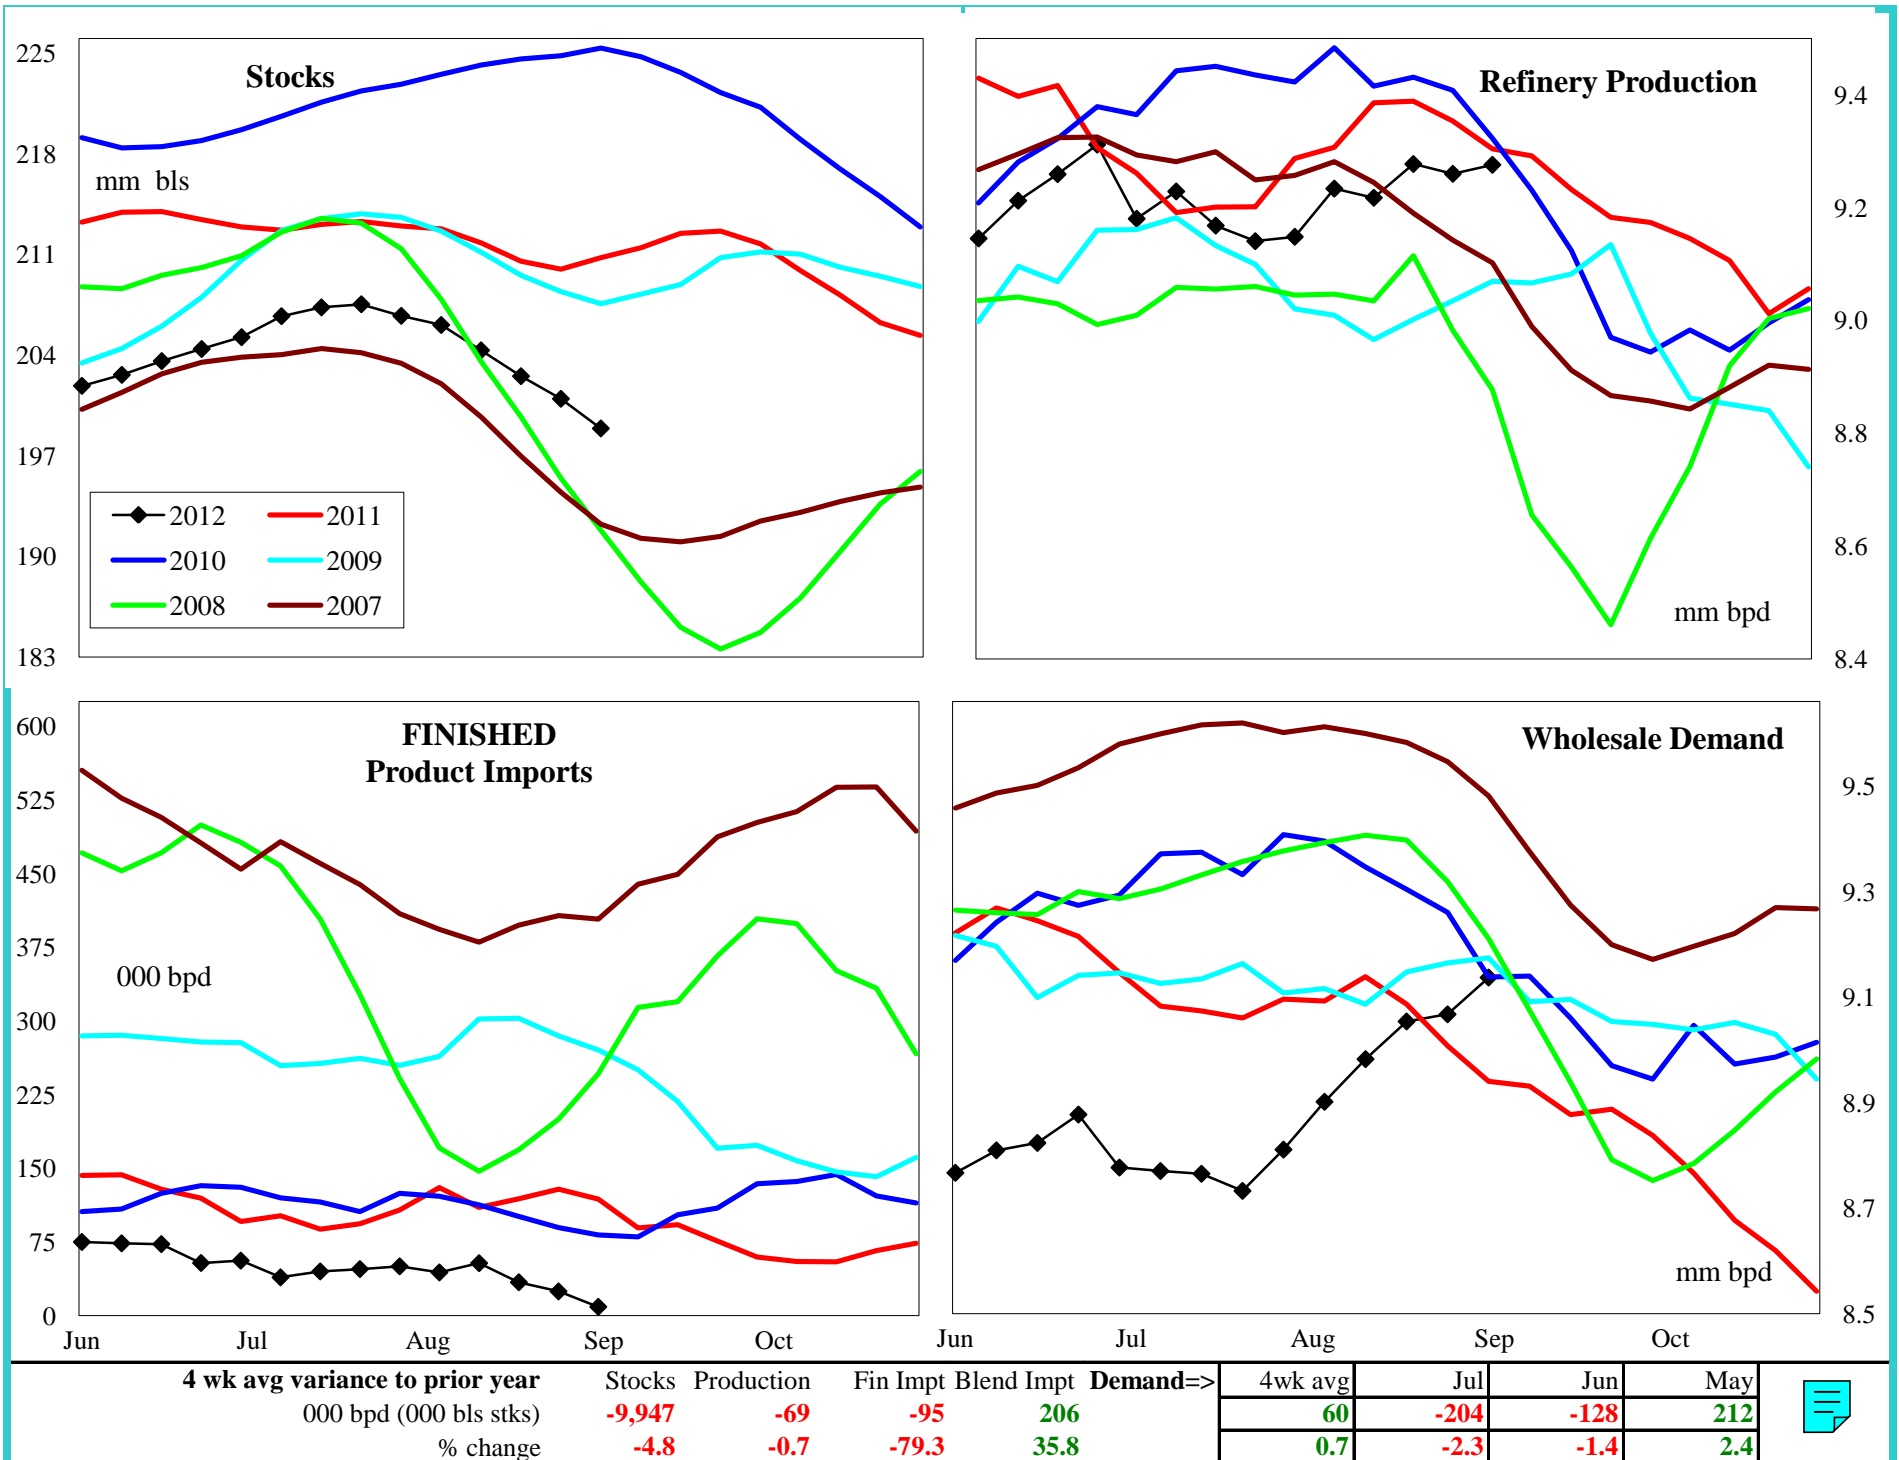 Stocks
mm bls
225
218
211
204
197
190
183
2012 2011
2010 2009
2008 2007
Refinery Production
9.4
9.2
9.0
8.8
8.6
8.4
mm bpd
FINISHED
Product Imports
000 bpd
600
525
450
375
300
225
150
75
0
Jun Jul Aug Sep Oct
Wholesale Demand
9.5
9.3
9.1
8.9
8.7
8.5
mm bpd
Jun Jul Aug Sep Oct
4 wk avg variance to prior year Stocks Production Fin Impt Blend Impt Demand=> 4wk avg Jul Jun May
000 bpd (000 bls stks) -9,947 -69 -95 206 60 -204 -128 212
% change -4.8 -0.7 -79.3 35.8 0.7 -2.3 -1.4 2.4